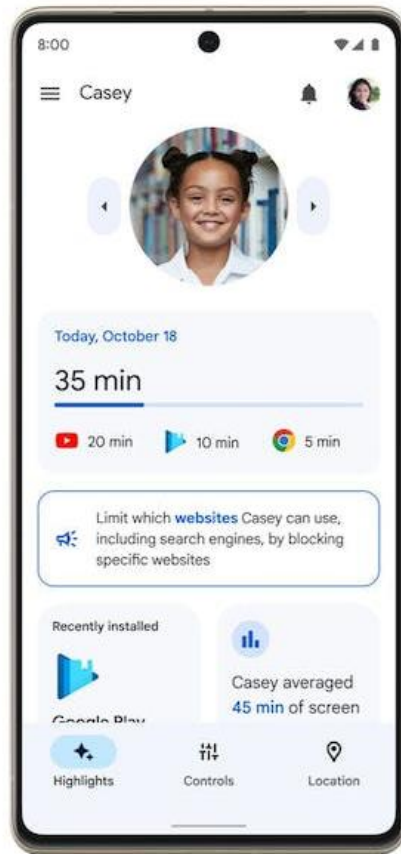 8:00
Casey
Today, October 18
35 min
20 min
10 min
5 min
Limit which websites Casey can use,
including search engines, by blocking
specific websites
Recently installed
Google Play
Casey averaged
45 min of screen
Highlights
Controls
Location